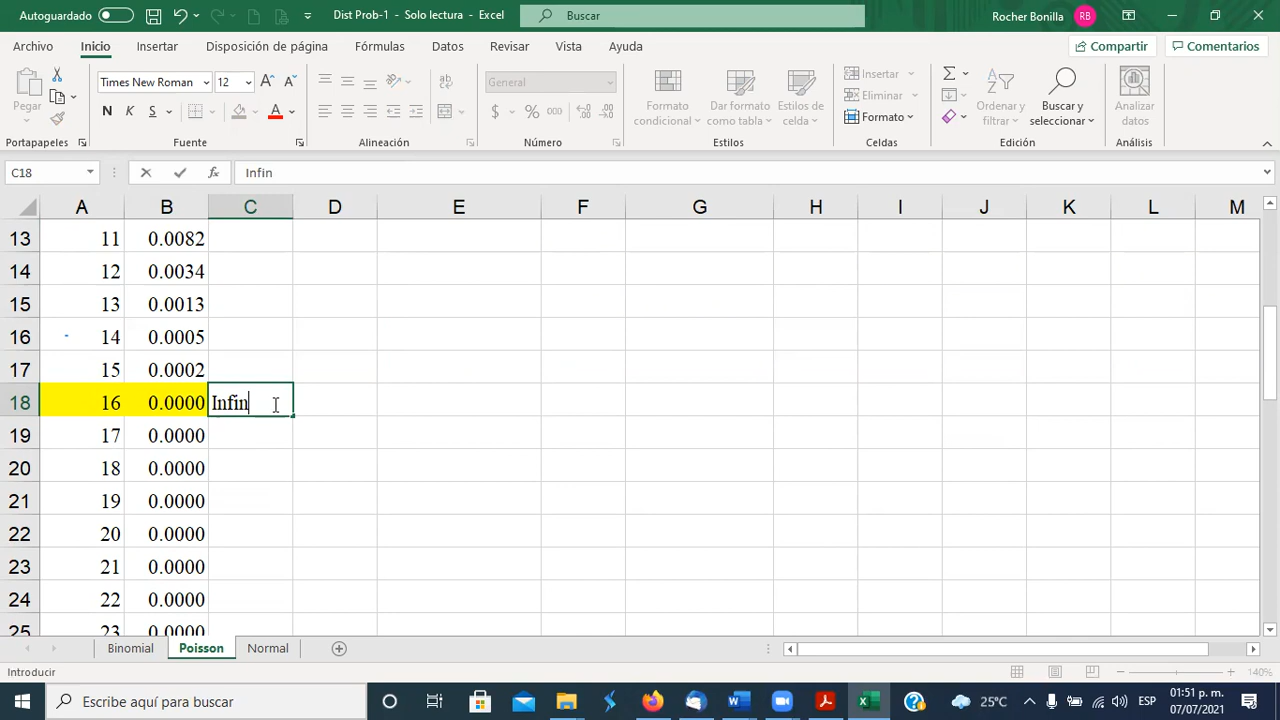 Autoguardado
Dist Prob-1 - Solo lectura - Excel
Buscar
Rocher Bonilla
RB
Archivo
Inicio
Insertar
Disposición de página
Fórmulas
Datos
Revisar
Vista
Ayuda
Compartir
Comentarios
Pegar
Portapapeles
Times New Roman
12
N K S
Fuente
Alineación
General
$ % 000
Número
Formato condicional
Dar formato como tabla
Estilos de celda
Estilos
Insertar
Eliminar
Formato
Celdas
Ordenar y filtrar
Buscar y seleccionar
Edición
Analizar datos
Análisis
C18
fx
Infin
A B C D E F G H I J K L M
13 11 0.0082
14 12 0.0034
15 13 0.0013
16 14 0.0005
17 15 0.0002
18 16 0.0000 Infin
19 17 0.0000
20 18 0.0000
21 19 0.0000
22 20 0.0000
23 21 0.0000
24 22 0.0000
25 23 0.0000
Binomial
Poisson
Normal
Introducir
140%
Escribe aquí para buscar
25°C
ESP
01:51 p. m.
07/07/2021